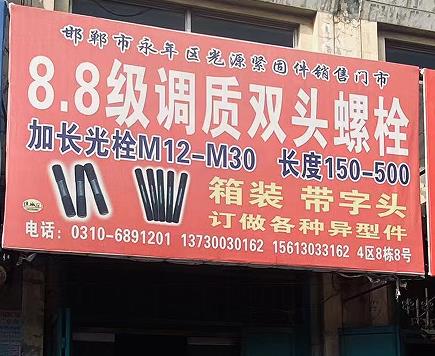 邯郸市永年区光源紧固件销售门市
8.8级调质双头螺栓
加长光栓M12-M30 长度150-500
箱装 带字头
订做各种异型件
电话：0310-6891201 13730030162 15613033162 4区8栋8号